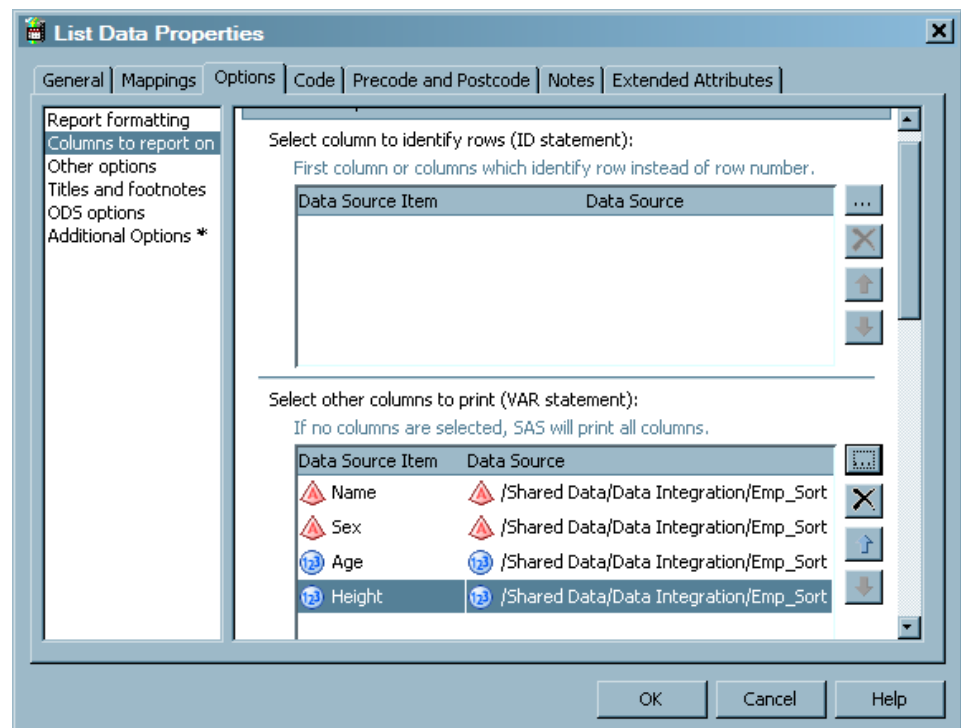 List Data Properties
General Mappings Options Code Precode and Postcode Notes Extended Attributes
Report formatting
Columns to report on
Other options
Titles and footnotes
ODS options
Additional Options *
Select column to identify rows (ID statement):
First column or columns which identify row instead of row number.
Data Source Item Data Source
...
Select other columns to print (VAR statement):
If no columns are selected, SAS will print all columns.
Data Source Item Data Source
...
A Name A /Shared Data/Data Integration/Emp_Sort
A Sex A /Shared Data/Data Integration/Emp_Sort
123 Age 123 /Shared Data/Data Integration/Emp_Sort
123 Height 123 /Shared Data/Data Integration/Emp_Sort
OK Cancel Help